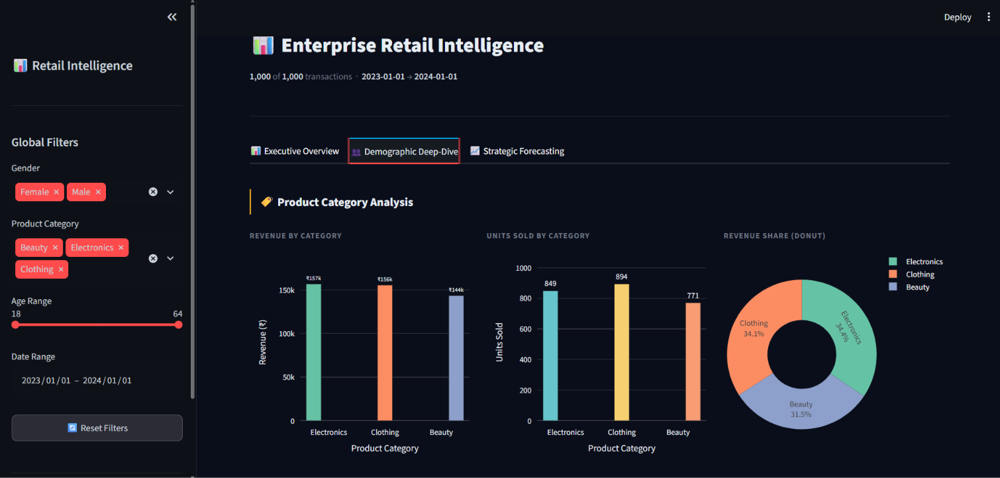 Deploy
📊 Retail Intelligence
Global Filters
Gender
Female × Male ×
Product Category
Beauty × Electronics ×
Clothing ×
Age Range
18 64
Date Range
2023/01/01 – 2024/01/01
🔄 Reset Filters
📊 Enterprise Retail Intelligence
1,000 of 1,000 transactions · 2023-01-01 → 2024-01-01
📊 Executive Overview 👥 Demographic Deep-Dive 📈 Strategic Forecasting
🏷️ Product Category Analysis
REVENUE BY CATEGORY
₹157k ₹156k ₹144k
150k
100k
50k
0
Revenue (₹)
Electronics Clothing Beauty
Product Category
UNITS SOLD BY CATEGORY
849 894 771
1000
800
600
400
200
0
Units Sold
Electronics Clothing Beauty
Product Category
REVENUE SHARE (DONUT)
Electronics
Clothing
Beauty
Clothing
34.1%
Electronics
34.4%
Beauty
31.5%